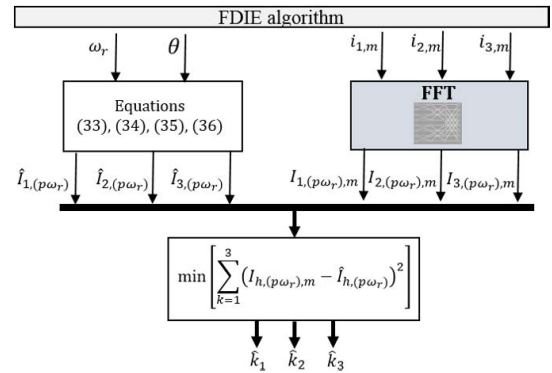 FDIE algorithm
ω_r θ i_{1,m} i_{2,m} i_{3,m}
Equations
(33), (34), (35), (36)
FFT
Î_{1,(pω_r)} Î_{2,(pω_r)} Î_{3,(pω_r)} I_{1,(pω_r),m} I_{2,(pω_r),m} I_{3,(pω_r),m}
min [ ∑_{k=1}^{3} (I_{h,(pω_r),m} − Î_{h,(pω_r)})^2 ]
k̂_1 k̂_2 k̂_3